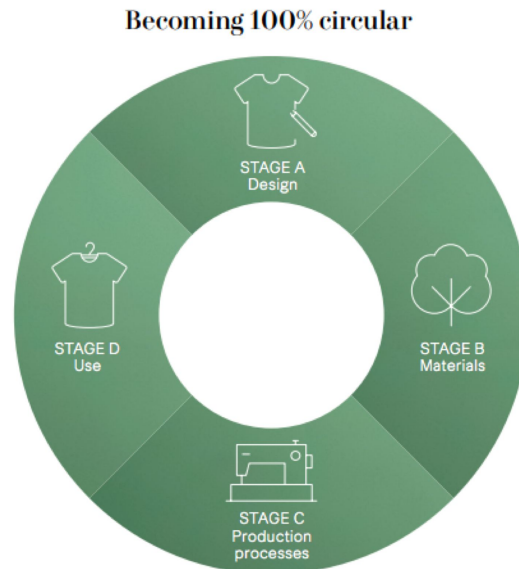 Becoming 100% circular
STAGE A
Design
STAGE D
Use
STAGE B
Materials
STAGE C
Production
processes